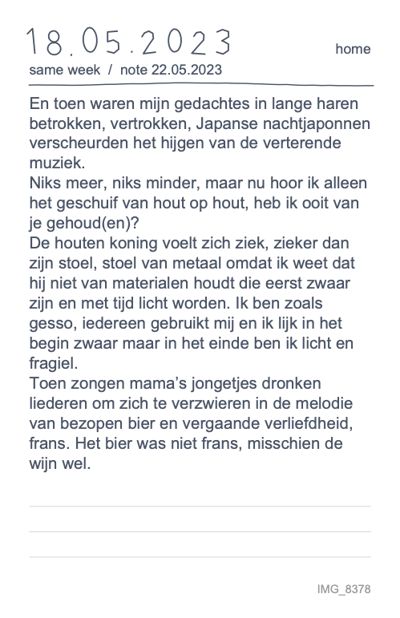 18.05.2023
home
same week / note 22.05.2023
En toen waren mijn gedachtes in lange haren
betrokken, vertrokken, Japanse nachtjaponnen
verscheurden het hijgen van de verterende
muziek.
Niks meer, niks minder, maar nu hoor ik alleen
het geschuif van hout op hout, heb ik ooit van
je gehoud(en)?
De houten koning voelt zich ziek, zieker dan
zijn stoel, stoel van metaal omdat ik weet dat
hij niet van materialen houdt die eerst zwaar
zijn en met tijd licht worden. Ik ben zoals
gesso, iedereen gebruikt mij en ik lijk in het
begin zwaar maar in het einde ben ik licht en
fragiel.
Toen zongen mama's jongetjes dronken
liederen om zich te verzwieren in de melodie
van bezopen bier en vergaande verliefdheid,
frans. Het bier was niet frans, misschien de
wijn wel.
IMG_8378